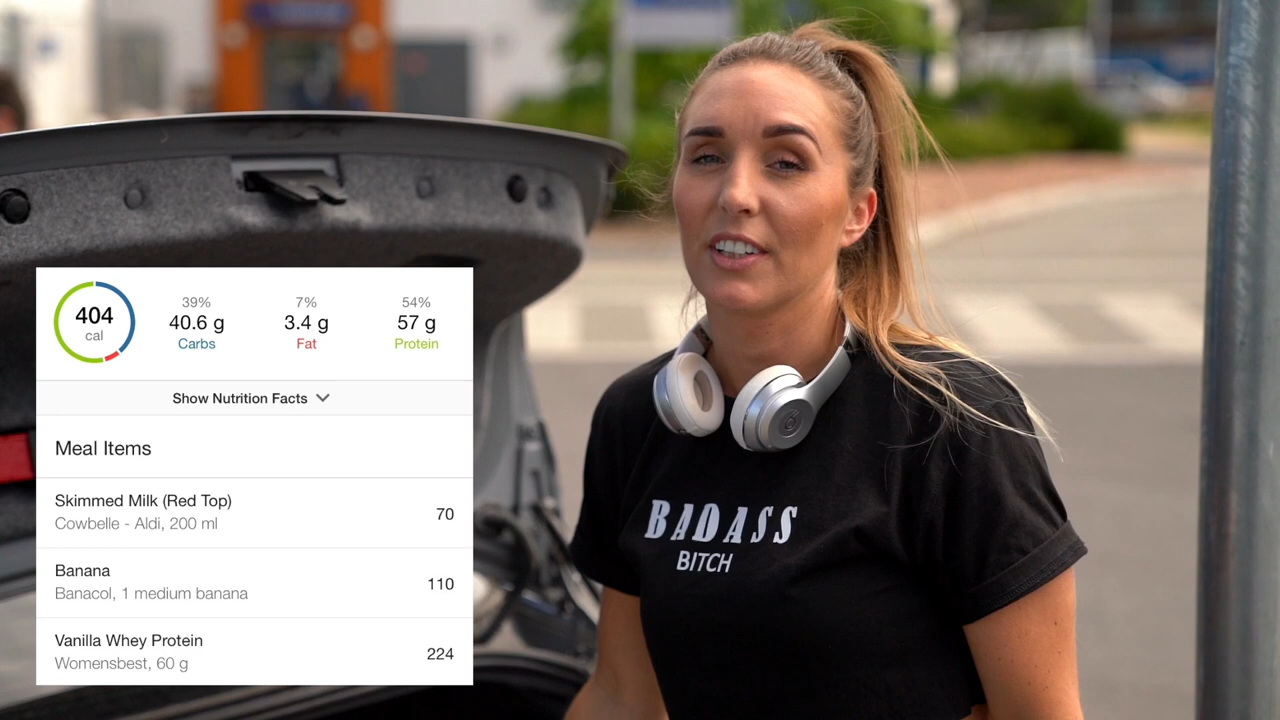 404
cal
39%
40.6 g
Carbs
7%
3.4 g
Fat
54%
57 g
Protein
Show Nutrition Facts
Meal Items
Skimmed Milk (Red Top)
Cowbelle - Aldi, 200 ml
70
Banana
Banacol, 1 medium banana
110
Vanilla Whey Protein
Womensbest, 60 g
224
BADASS
BITCH